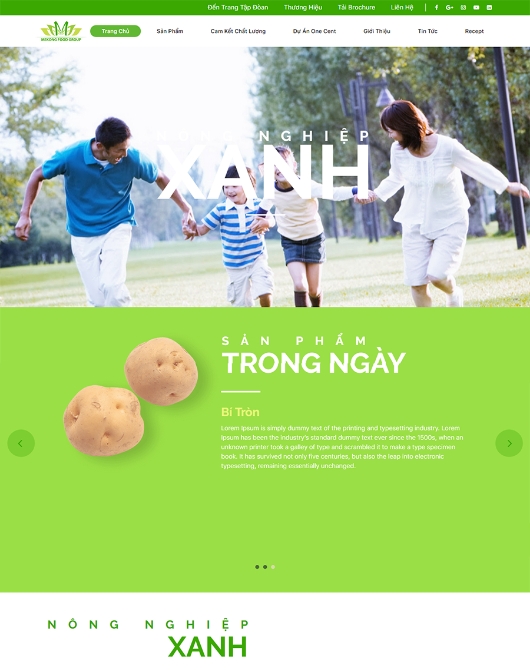 Đến Trang Tập Đòan Thương Hiệu Tải Brochure Liên Hệ
MEKONG FOOD GROUP
Trang Chủ Sản Phẩm Cam Kết Chất Lượng Dự Án One Cent Giới Thiệu Tin Tức Recept
NÔNG NGHIỆP
XANH
SẢN PHẨM
TRONG NGÀY
Bí Tròn
Lorem Ipsum is simply dummy text of the printing and typesetting industry. Lorem
Ipsum has been the industry's standard dummy text ever since the 1500s, when an
unknown printer took a galley of type and scrambled it to make a type specimen
book. It has survived not only five centuries, but also the leap into electronic
typesetting, remaining essentially unchanged.
NÔNG NGHIỆP
XANH